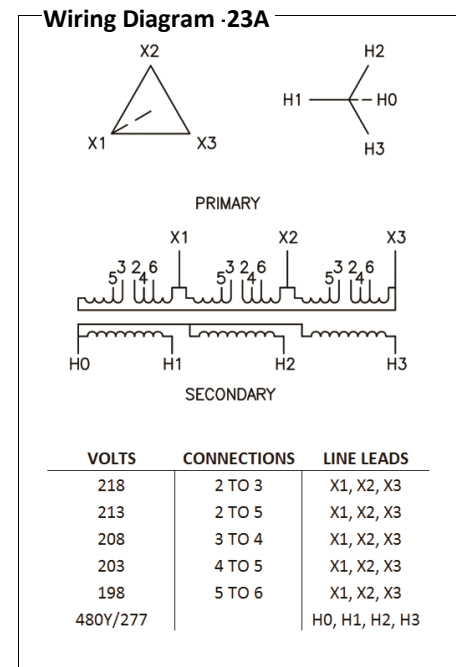 Wiring Diagram -23A
X2
X1
X3
H2
H1
H0
H3
PRIMARY
X1 X2 X3
5 3 2 4 6 5 3 2 4 6 5 3 2 4 6
H0 H1 H2 H3
SECONDARY
VOLTS CONNECTIONS LINE LEADS
218 2 TO 3 X1, X2, X3
213 2 TO 5 X1, X2, X3
208 3 TO 4 X1, X2, X3
203 4 TO 5 X1, X2, X3
198 5 TO 6 X1, X2, X3
480Y/277 H0, H1, H2, H3